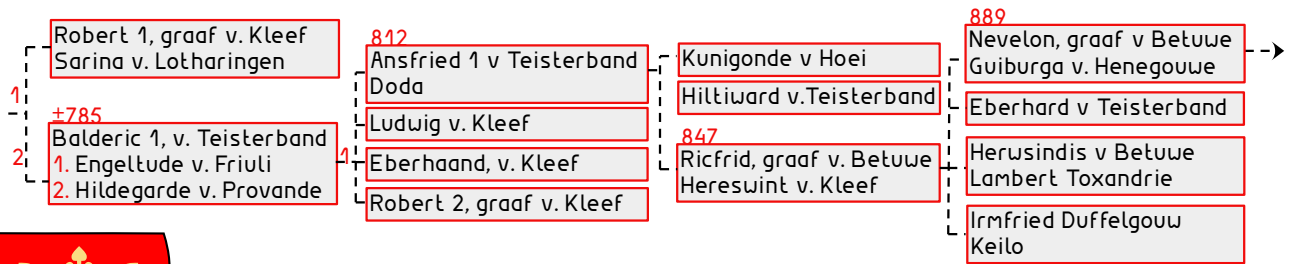 1
2
Robert 1, graaf v. Kleef
Sarina v. Lotharingen
±785
Balderic 1, v. Teisterband
1. Engeltude v. Friuli
2. Hildegarde v. Provande
1
812
Ansfried 1 v Teisterband
Doda
Ludwig v. Kleef
Eberhaand, v. Kleef
Robert 2, graaf v. Kleef
Kunigonde v Hoei
Hiltiward v.Teisterband
847
Ricfrid, graaf v. Betuwe
Hereswint v. Kleef
889
Nevelon, graaf v Betuwe
Guiburga v. Henegouwe
Eberhard v Teisterband
Herwsindis v Betuwe
Lambert Toxandrie
Irmfried Duffelgouw
Keilo